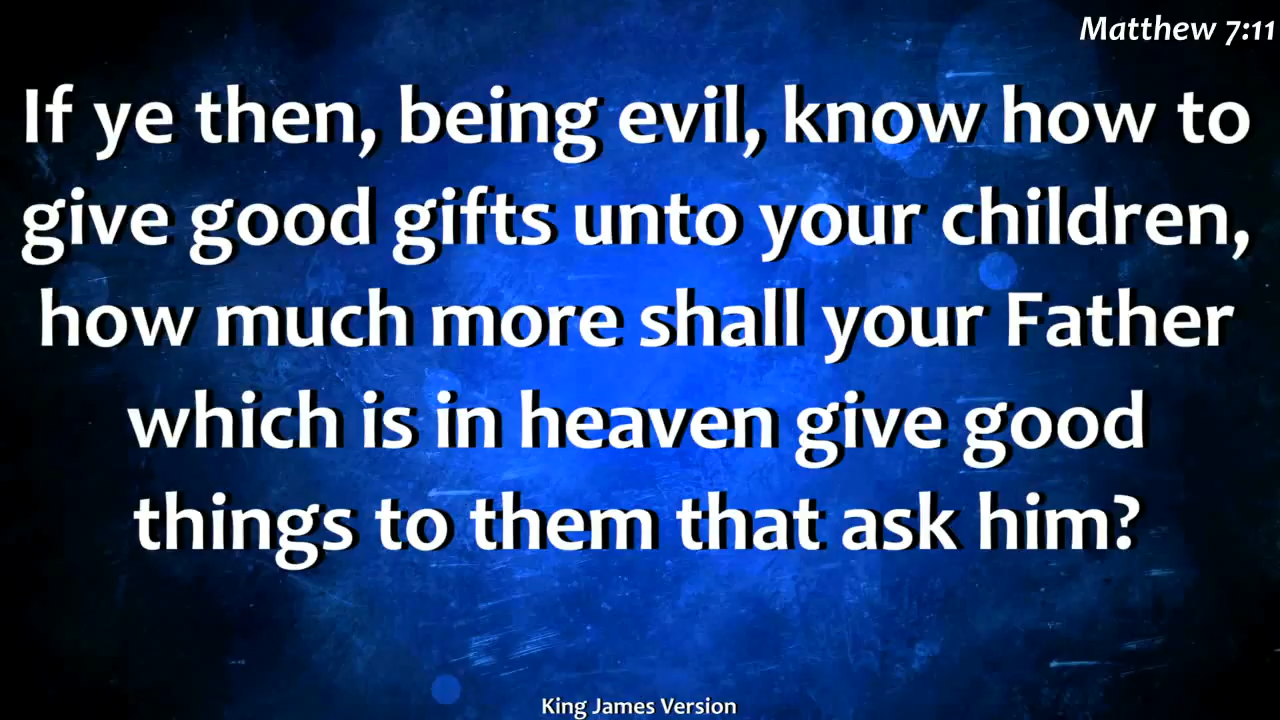 Matthew 7:11
If ye then, being evil, know how to
give good gifts unto your children,
how much more shall your Father
which is in heaven give good
things to them that ask him?
King James Version